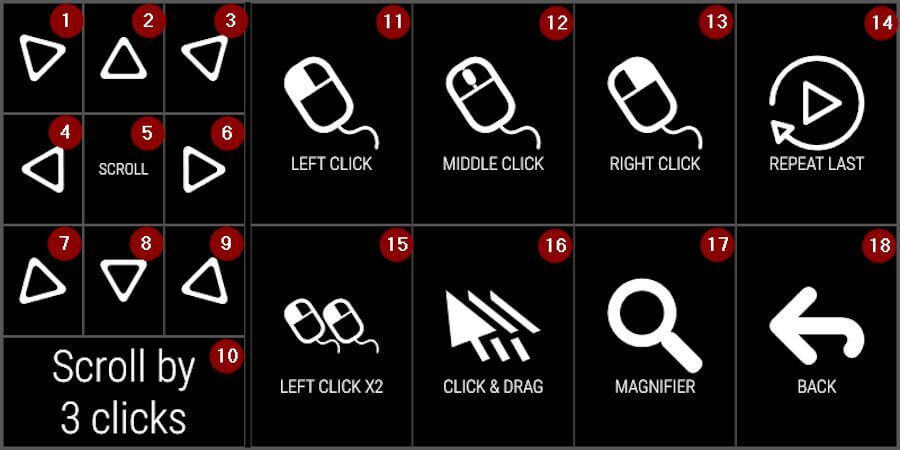 1
2
3
4
5
SCROLL
6
7
8
9
10
Scroll by
3 clicks
11
LEFT CLICK
12
MIDDLE CLICK
13
RIGHT CLICK
14
REPEAT LAST
15
LEFT CLICK X2
16
CLICK & DRAG
17
MAGNIFIER
18
BACK